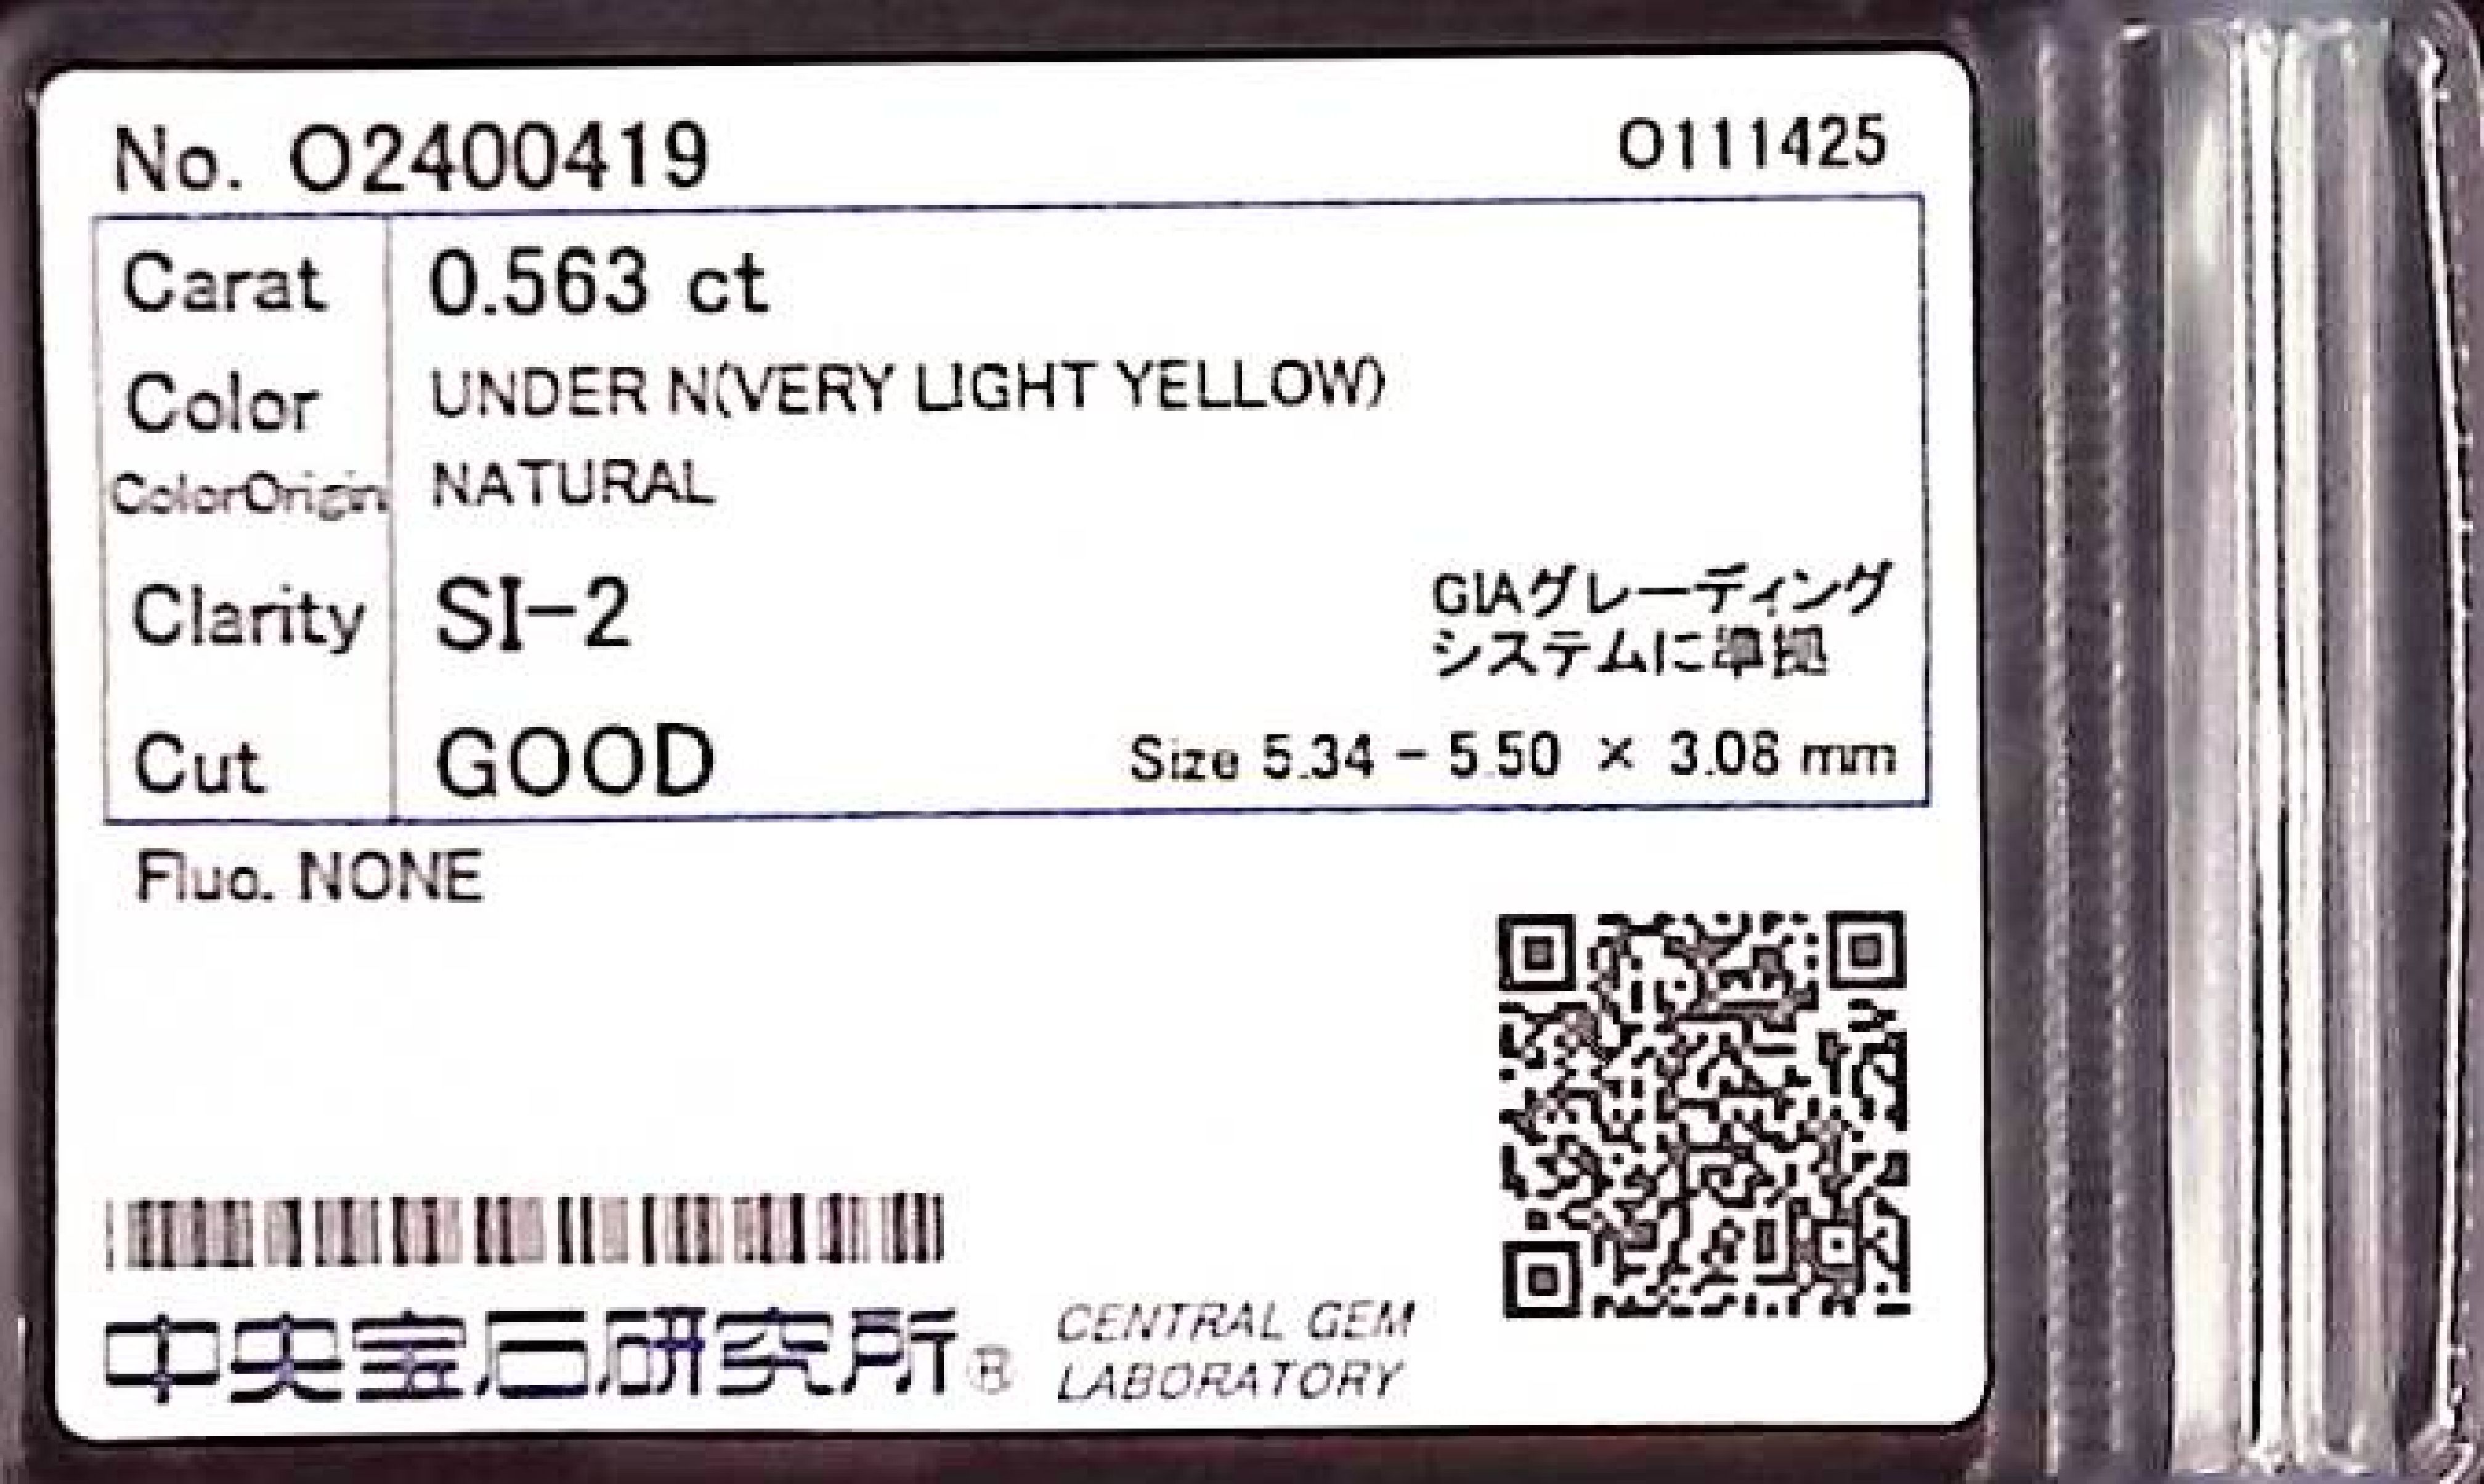 No. O2400419
O111425
Carat 0.563 ct
Color UNDER N(VERY LIGHT YELLOW)
ColorOrigin NATURAL
Clarity SI-2
GIAグレーディング
システムに準拠
Cut GOOD
Size 5.34 - 5.50 × 3.08 mm
Fluo. NONE
中央宝石研究所®
CENTRAL GEM
LABORATORY